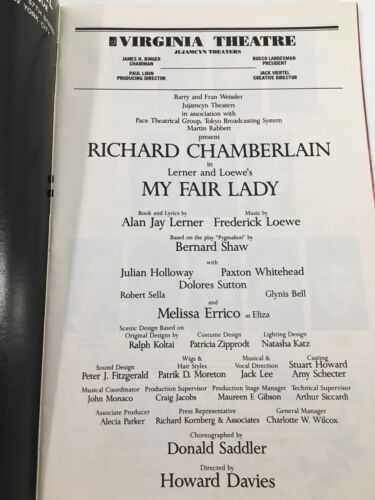 57TH S
NEW YORK CIT
VIRGINIA THEATRE
JUJAMCYN THEATERS
JAMES H. BINGER
CHAIRMAN
ROCCO LANDESMAN
PRESIDENT
PAUL LIBIN
PRODUCING DIRECTOR
JACK VIERTEL
CREATIVE DIRECTOR
Barry and Fran Weissler
Jujamcyn Theaters
in association with
Pace Theatrical Group, Tokyo Broadcasting System
Martin Rabbett
present
RICHARD CHAMBERLAIN
in
Lerner and Loewe's
MY FAIR LADY
Book and Lyrics by
Alan Jay Lerner
Music by
Frederick Loewe
Based on the play "Pygmalion" by
Bernard Shaw
with
Julian Holloway Paxton Whitehead
Dolores Sutton
Robert Sella Glynis Bell
and
Melissa Errico as Eliza
Scenic Design Based on
Original Designs by
Ralph Koltai
Costume Design
Patricia Zipprodt
Lighting Design
Natasha Katz
Sound Design
Peter J. Fitzgerald
Wigs &
Hair Styles
Patrik D. Moreton
Musical &
Vocal Direction
Jack Lee
Casting
Stuart Howard
Amy Schecter
Musical Coordinator
John Monaco
Production Supervisor
Craig Jacobs
Production Stage Manager
Maureen F. Gibson
Technical Supervisor
Arthur Siccardi
Associate Producer
Alecia Parker
Press Representative
Richard Kornberg & Associates
General Manager
Charlotte W. Wilcox
Choreographed by
Donald Saddler
Directed by
Howard Davies